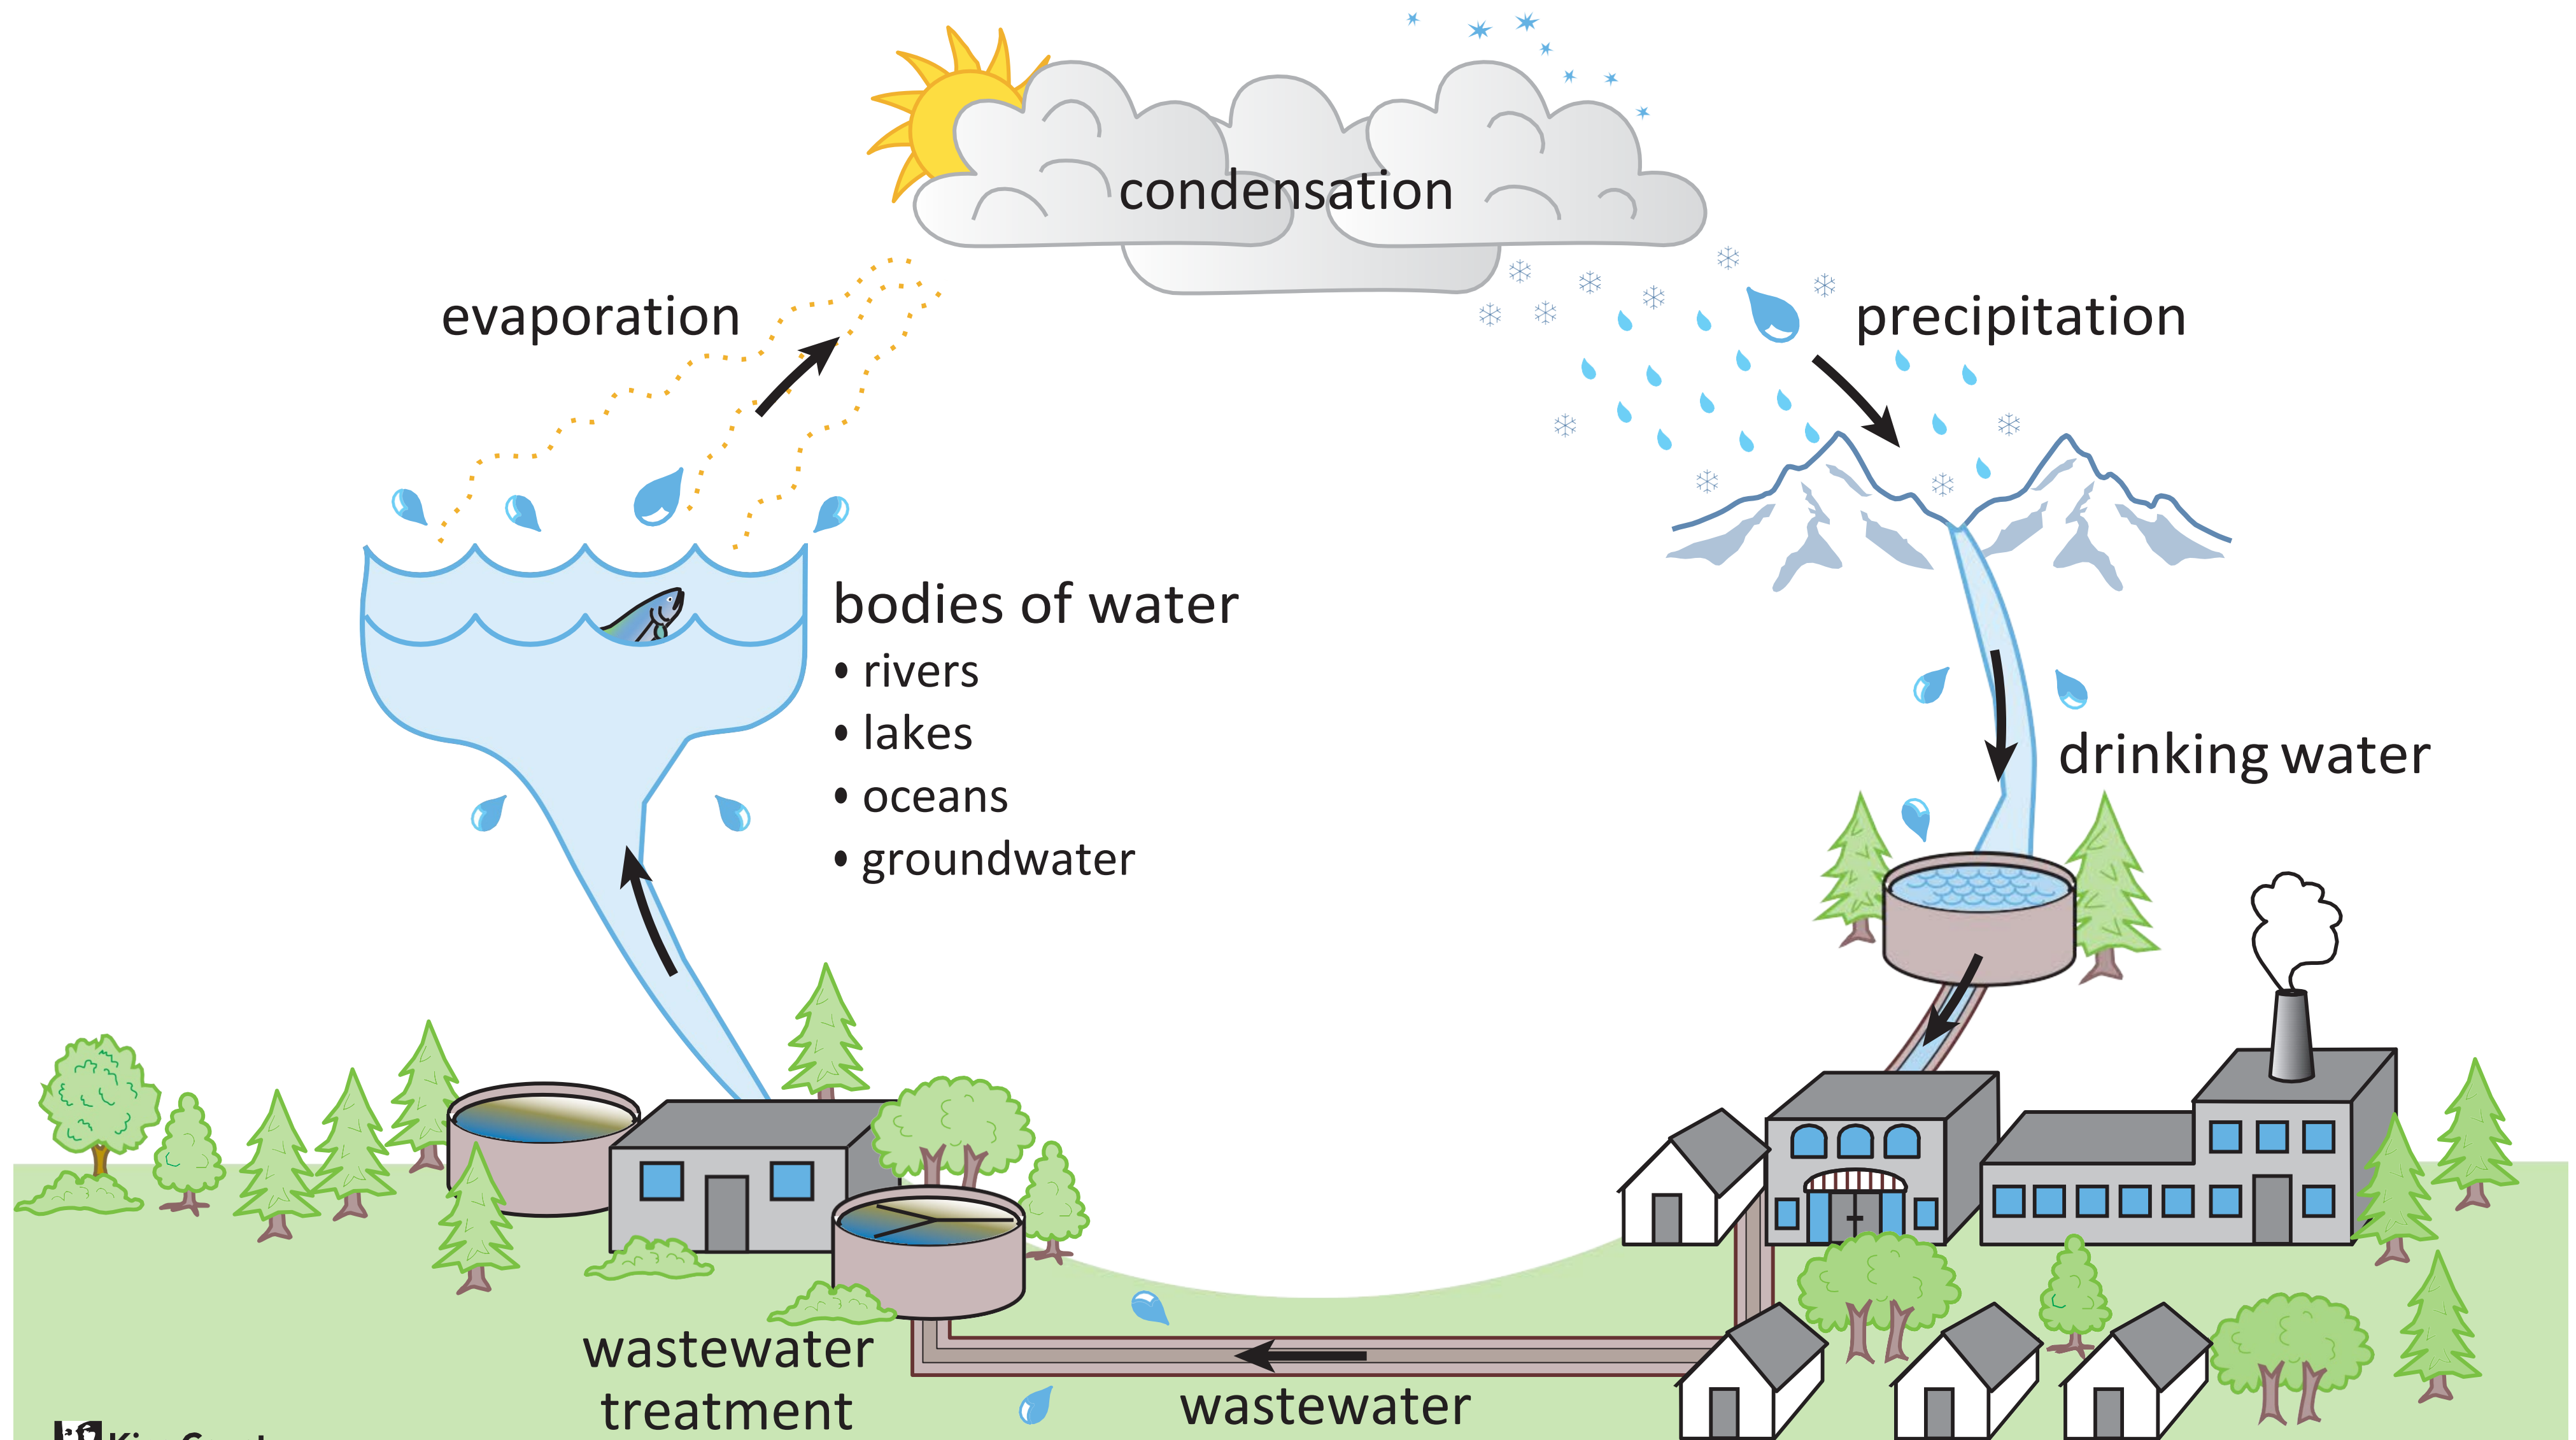 condensation
evaporation
precipitation
bodies of water
• rivers
• lakes
• oceans
• groundwater
drinking water
wastewater
treatment
wastewater